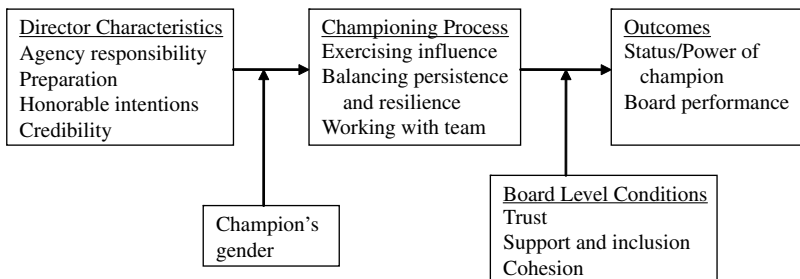 Director Characteristics
Agency responsibility
Preparation
Honorable intentions
Credibility
Championing Process
Exercising influence
Balancing persistence
and resilience
Working with team
Outcomes
Status/Power of
champion
Board performance
Champion's
gender
Board Level Conditions
Trust
Support and inclusion
Cohesion